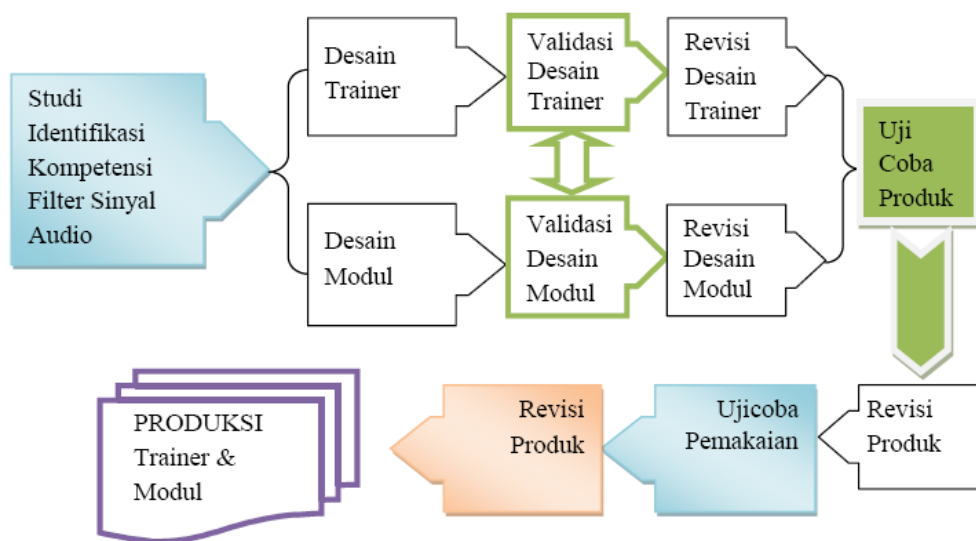 Studi
Identifikasi
Kompetensi
Filter Sinyal
Audio
Desain
Trainer
Validasi
Desain
Trainer
Revisi
Desain
Trainer
Desain
Modul
Validasi
Desain
Modul
Revisi
Desain
Modul
Uji
Coba
Produk
Revisi
Produk
Ujicoba
Pemakaian
Revisi
Produk
PRODUKSI
Trainer &
Modul